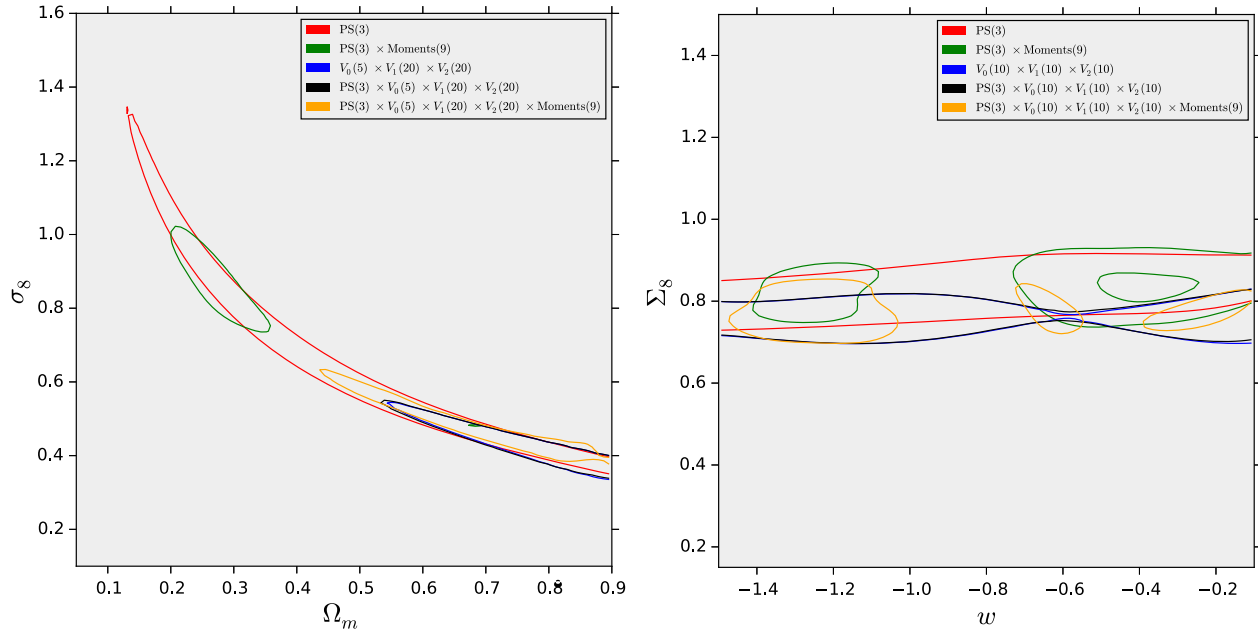 1.6
1.4
1.2
1.0
0.8
0.6
0.4
0.2
σ₈
PS(3)
PS(3) × Moments(9)
V₀(5) × V₁(20) × V₂(20)
PS(3) × V₀(5) × V₁(20) × V₂(20)
PS(3) × V₀(5) × V₁(20) × V₂(20) × Moments(9)
0.1 0.2 0.3 0.4 0.5 0.6 0.7 0.8 0.9
Ωₘ
1.4
1.2
1.0
0.8
0.6
0.4
0.2
Σ₈
PS(3)
PS(3) × Moments(9)
V₀(10) × V₁(10) × V₂(10)
PS(3) × V₀(10) × V₁(10) × V₂(10)
PS(3) × V₀(10) × V₁(10) × V₂(10) × Moments(9)
−1.4 −1.2 −1.0 −0.8 −0.6 −0.4 −0.2
w